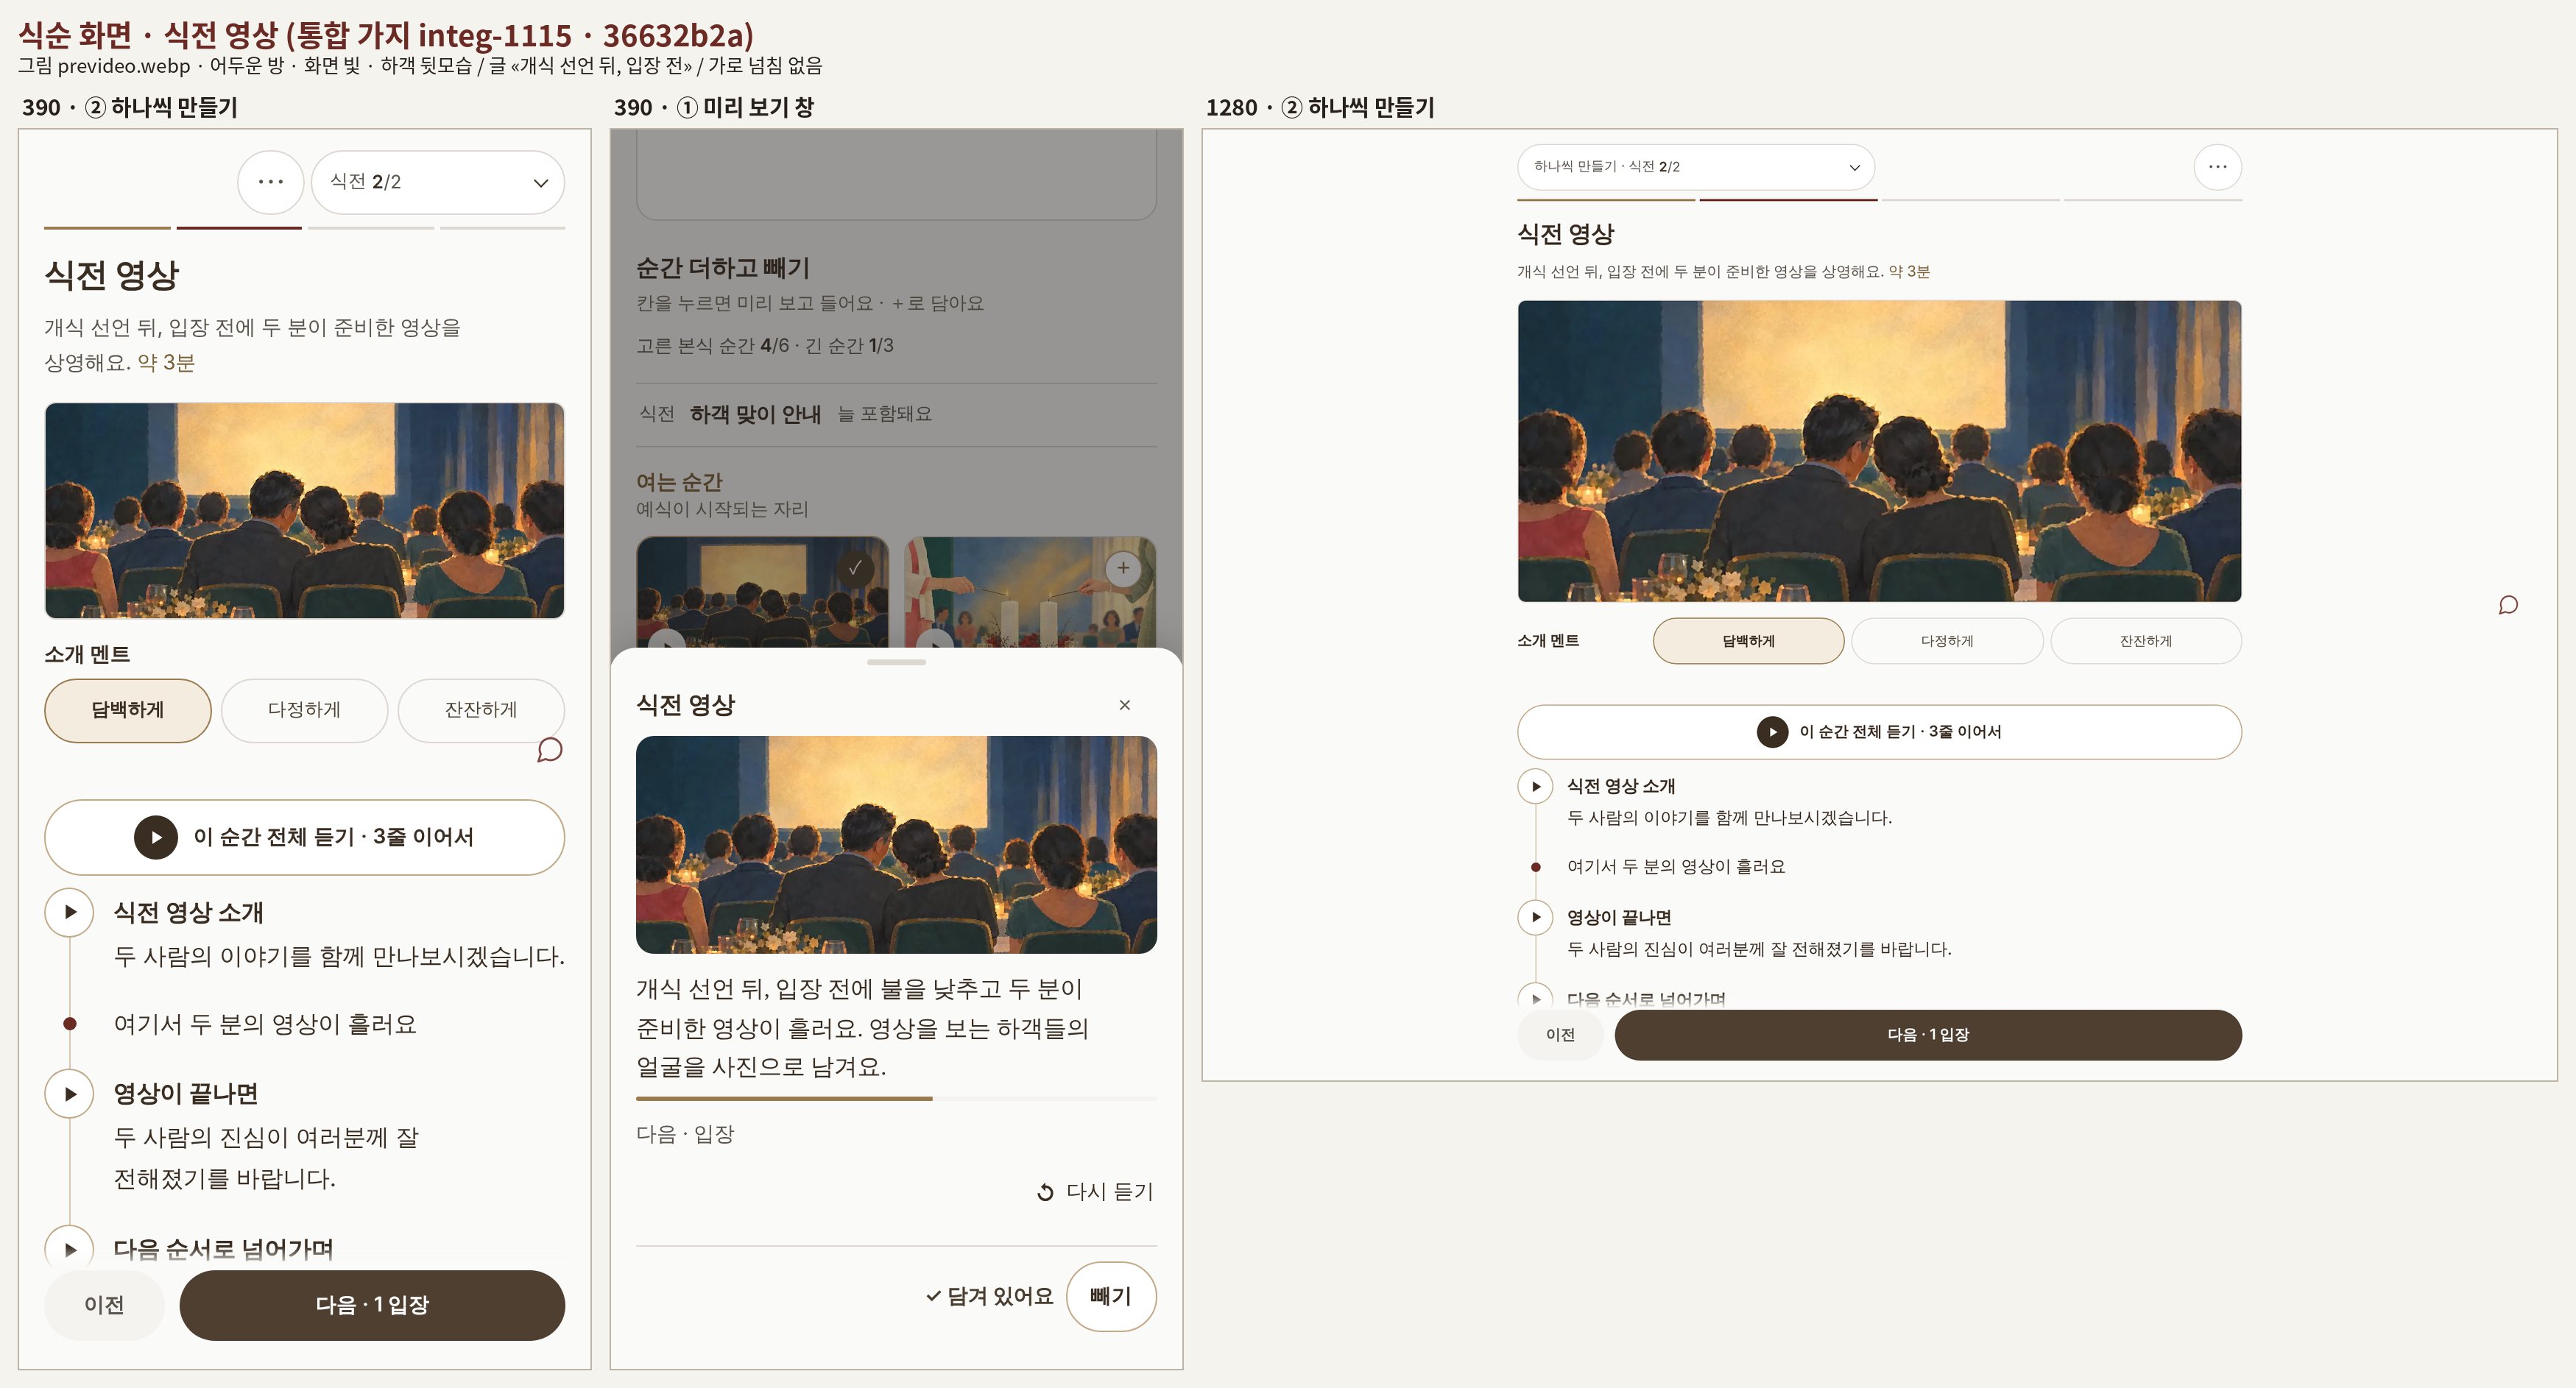 식순 화면 · 식전 영상 (통합 가지 integ-1115 · 36632b2a)
그림 prevideo.webp · 어두운 방 · 화면 빛 · 하객 뒷모습 / 글 «개식 선언 뒤, 입장 전» / 가로 넘침 없음
390 · ② 하나씩 만들기
식전 2/2
식전 영상
개식 선언 뒤, 입장 전에 두 분이 준비한 영상을
상영해요. 약 3분
소개 멘트
담백하게
다정하게
잔잔하게
이 순간 전체 듣기 · 3줄 이어서
식전 영상 소개
두 사람의 이야기를 함께 만나보시겠습니다.
여기서 두 분의 영상이 흘러요
영상이 끝나면
두 사람의 진심이 여러분께 잘
전해졌기를 바랍니다.
다음 순서로 넘어가며
이전
다음 · 1 입장
390 · ① 미리 보기 창
순간 더하고 빼기
칸을 누르면 미리 보고 들어요 · +로 담아요
고른 본식 순간 4/6 · 긴 순간 1/3
식전 하객 맞이 안내 늘 포함돼요
여는 순간
예식이 시작되는 자리
식전 영상
개식 선언 뒤, 입장 전에 불을 낮추고 두 분이
준비한 영상이 흘러요. 영상을 보는 하객들의
얼굴을 사진으로 남겨요.
다음 · 입장
다시 듣기
✓ 담겨 있어요
빼기
1280 · ② 하나씩 만들기
하나씩 만들기 · 식전 2/2
식전 영상
개식 선언 뒤, 입장 전에 두 분이 준비한 영상을 상영해요. 약 3분
소개 멘트
담백하게
다정하게
잔잔하게
이 순간 전체 듣기 · 3줄 이어서
식전 영상 소개
두 사람의 이야기를 함께 만나보시겠습니다.
여기서 두 분의 영상이 흘러요
영상이 끝나면
두 사람의 진심이 여러분께 잘 전해졌기를 바랍니다.
다음 순서로 넘어가며
이전
다음 · 1 입장